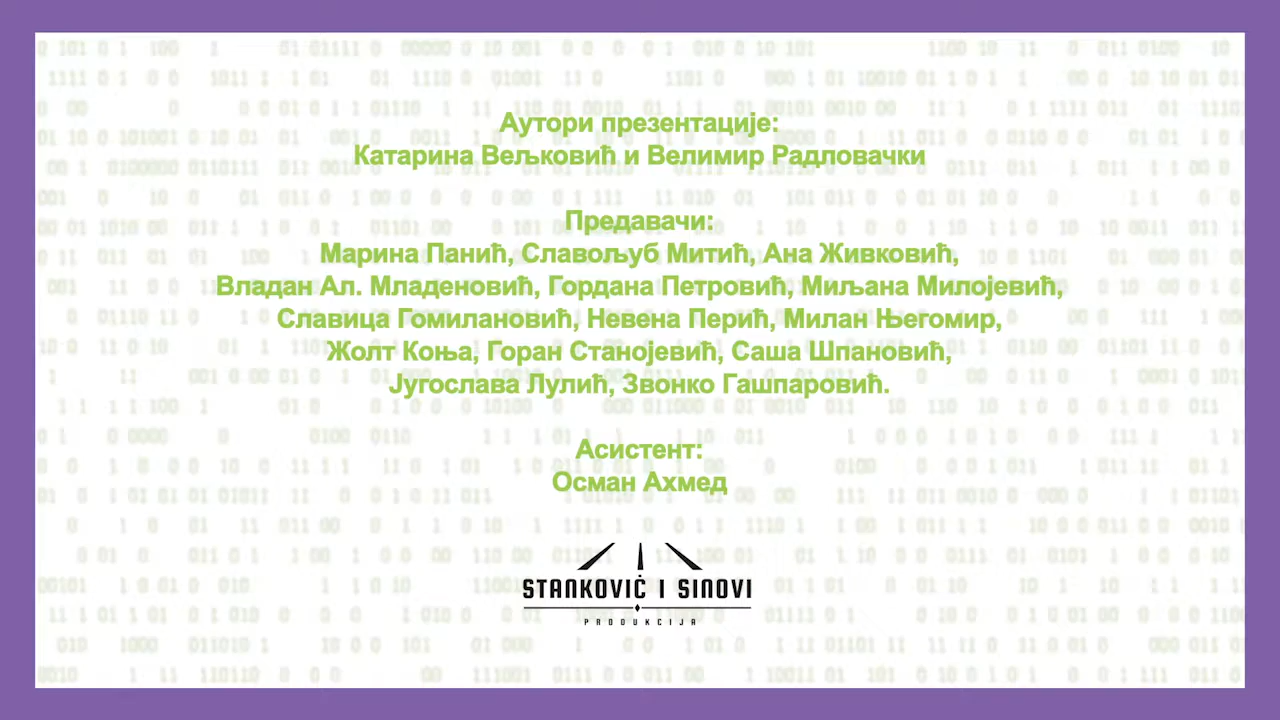 Аутори презентације:
Катарина Вељковић и Велимир Радловачки
Предавачи:
Марина Панић, Славољуб Митић, Ана Живковић,
Владан Ал. Младеновић, Гордана Петровић, Миљана Милојевић,
Славица Гомилановић, Невена Перић, Милан Његомир,
Жолт Коња, Горан Станојевић, Саша Шпановић,
Југослава Лулић, Звонко Гашпаровић.
Асистент:
Осман Ахмед
STANKOVIĆ I SINOVI
PRODUKCIJA